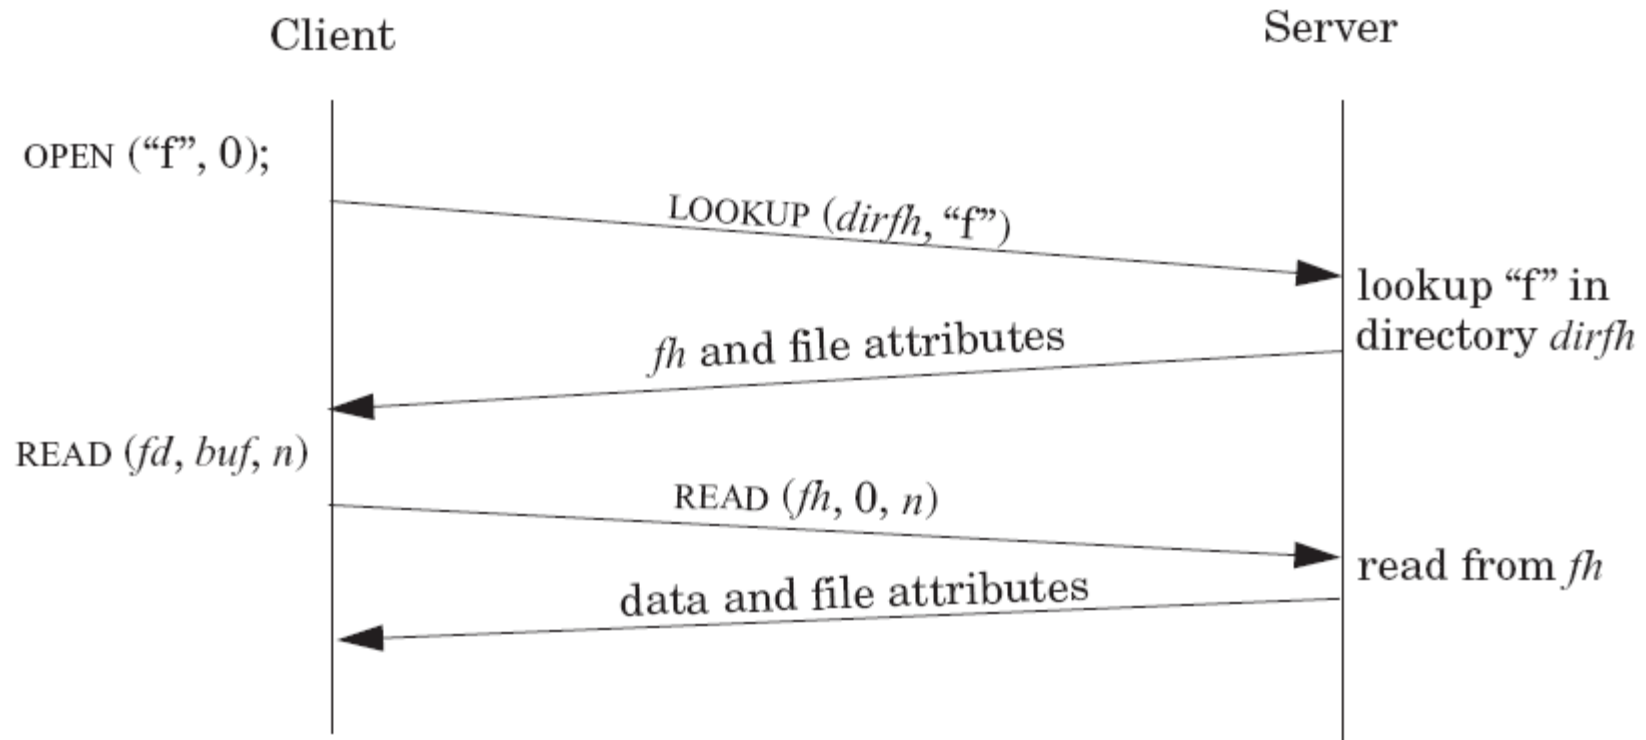 Client
Server
OPEN (“f”, 0);
LOOKUP (dirfh, “f”)
lookup “f” in
directory dirfh
fh and file attributes
READ (fd, buf, n)
READ (fh, 0, n)
read from fh
data and file attributes